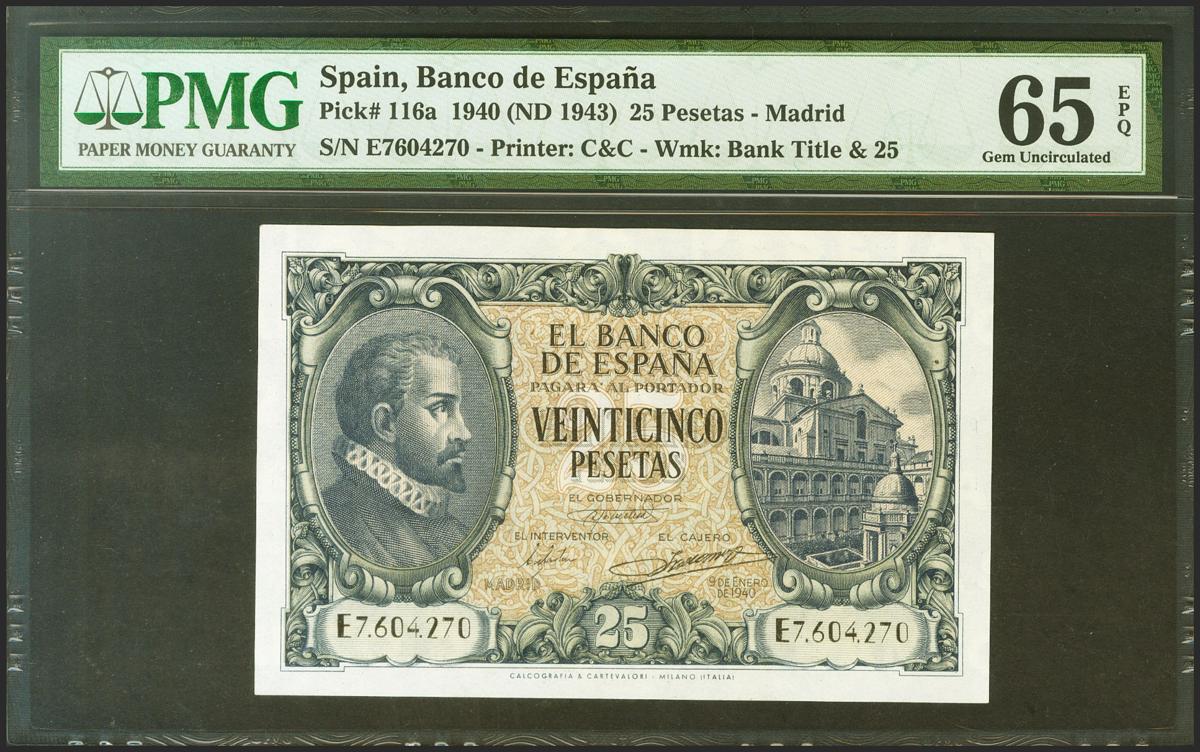 PMG
PAPER MONEY GUARANTY
Spain, Banco de España
Pick# 116a 1940 (ND 1943) 25 Pesetas - Madrid
S/N E7604270 - Printer: C&C - Wmk: Bank Title & 25
65
EPQ
Gem Uncirculated
EL BANCO
DE ESPAÑA
PAGARA AL PORTADOR
25
VEINTICINCO
PESETAS
EL GOBERNADOR
EL INTERVENTOR EL CAJERO
MADRID
9 DE ENERO
DE 1940
E7.604.270
25
E7.604.270
CALCOGRAFIA & CARTEVALORI - MILANO (ITALIA)